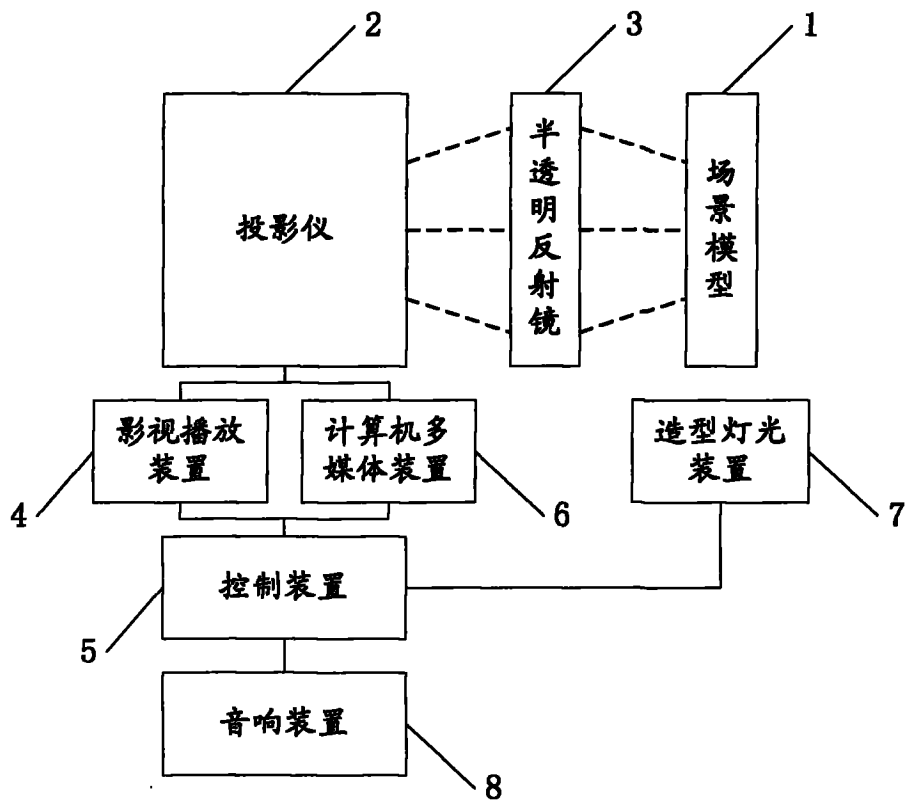 2
3
1
投影仪
半透明反射镜
场景模型
影视播放
装置
计算机多
媒体装置
造型灯光
装置
4
6
7
控制装置
5
音响装置
8